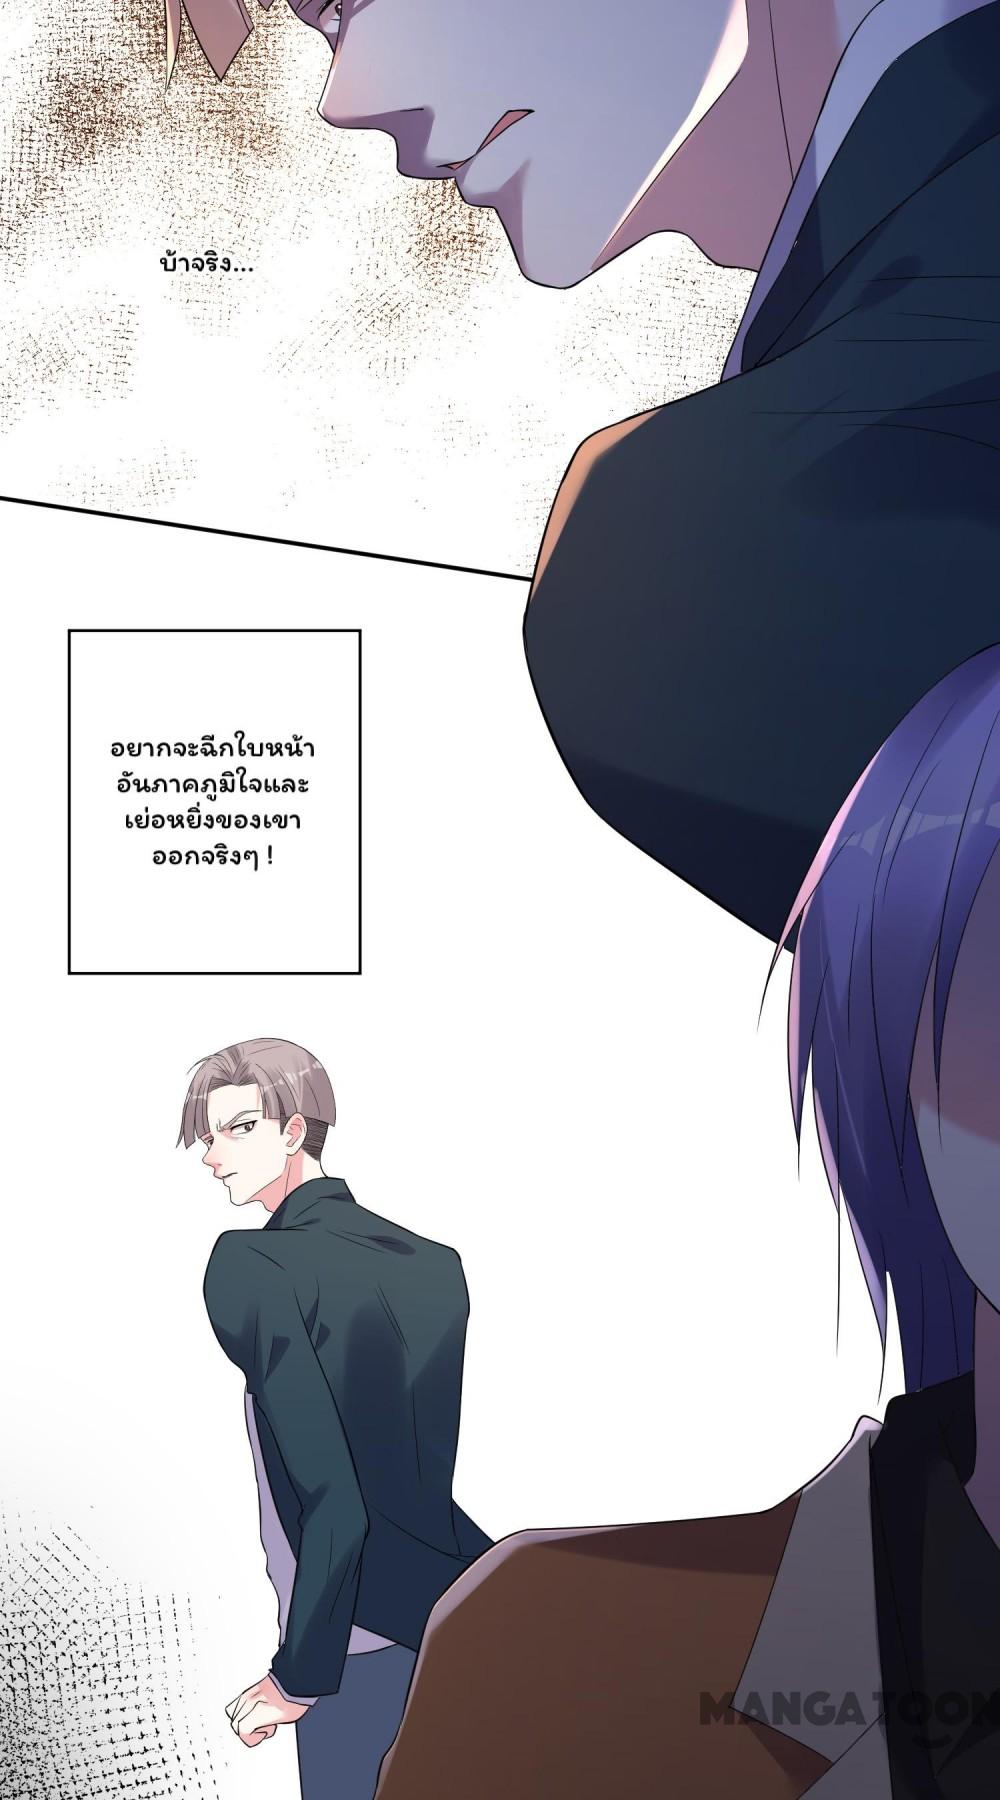 บ้าจริง...
อยากจะฉีกใบหน้า
อันภาคภูมิใจและ
เย่อหยิ่งของเขา
ออกจริงๆ !
MANGATOON